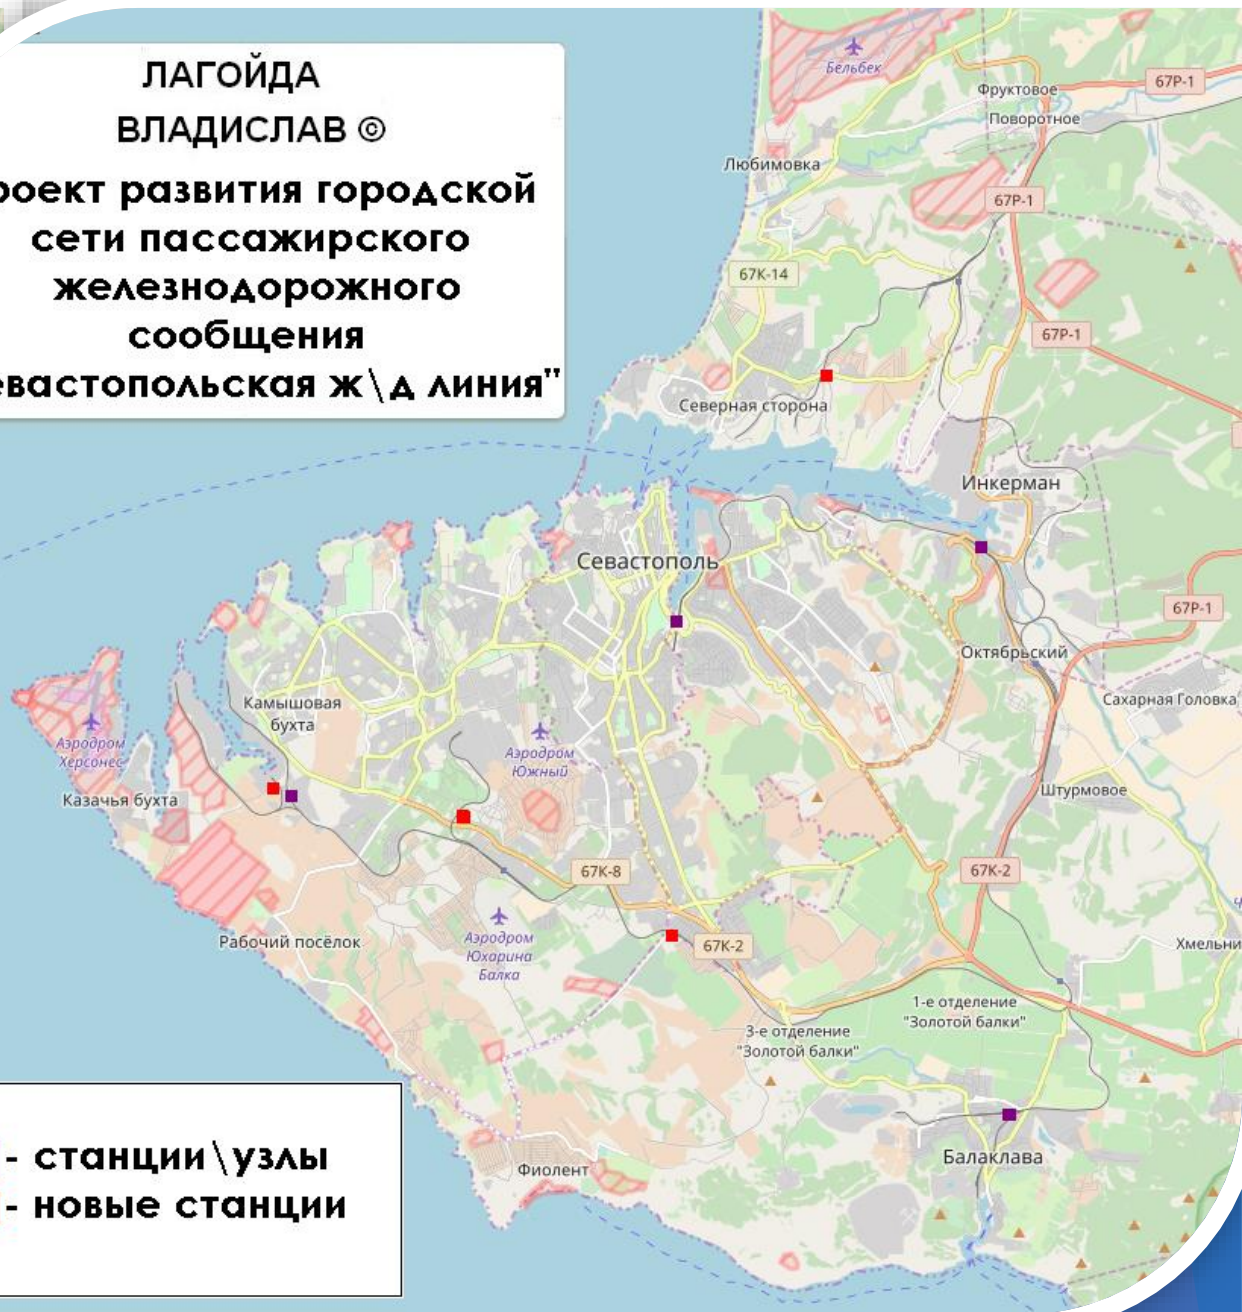 ЛАГОЙДА
ВЛАДИСЛАВ ©
роект развития городской
сети пассажирского
железнодорожного
сообщения
евастопольская ж\д линия"
Бельбек
Фруктовое
67Р-1
Поворотное
Любимовка
67Р-1
67К-14
67Р-1
Северная сторона
Инкерман
Севастополь
67Р-1
Октябрьский
Камышовая
бухта
Сахарная Головка
Аэродром
Херсонес
Аэродром
Южный
Казачья бухта
Штурмовое
67К-8
67К-2
Рабочий посёлок
Аэродром
Юхарина
Балка
67К-2
Хмельни
1-е отделение
"Золотой балки"
3-е отделение
"Золотой балки"
Балаклава
Фиолент
- станции\узлы
- новые станции